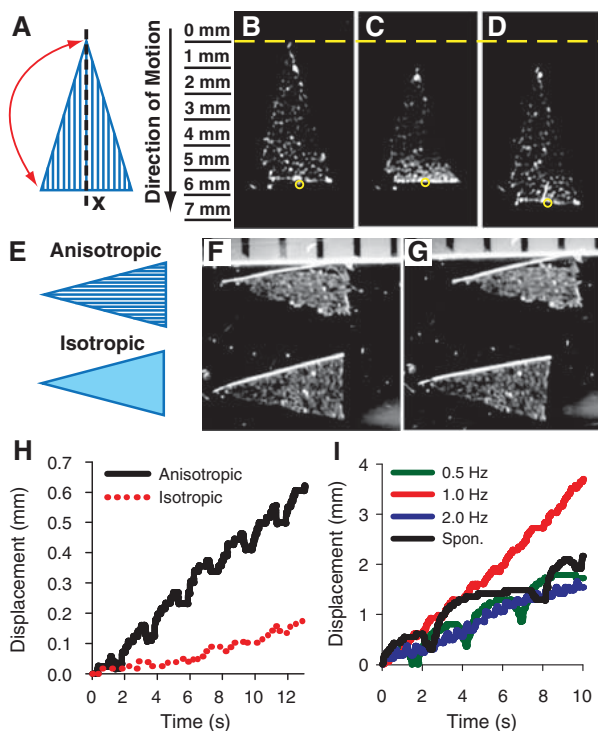 A
x
Direction of Motion
0 mm
1 mm
2 mm
3 mm
4 mm
5 mm
6 mm
7 mm
B
C
D
E
Anisotropic
Isotropic
F
G
H
Displacement (mm)
0.7
0.6
0.5
0.4
0.3
0.2
0.1
0.0
Anisotropic
Isotropic
0 2 4 6 8 10 12
Time (s)
I
Displacement (mm)
4
3
2
1
0
0.5 Hz
1.0 Hz
2.0 Hz
Spon.
0 2 4 6 8 10
Time (s)